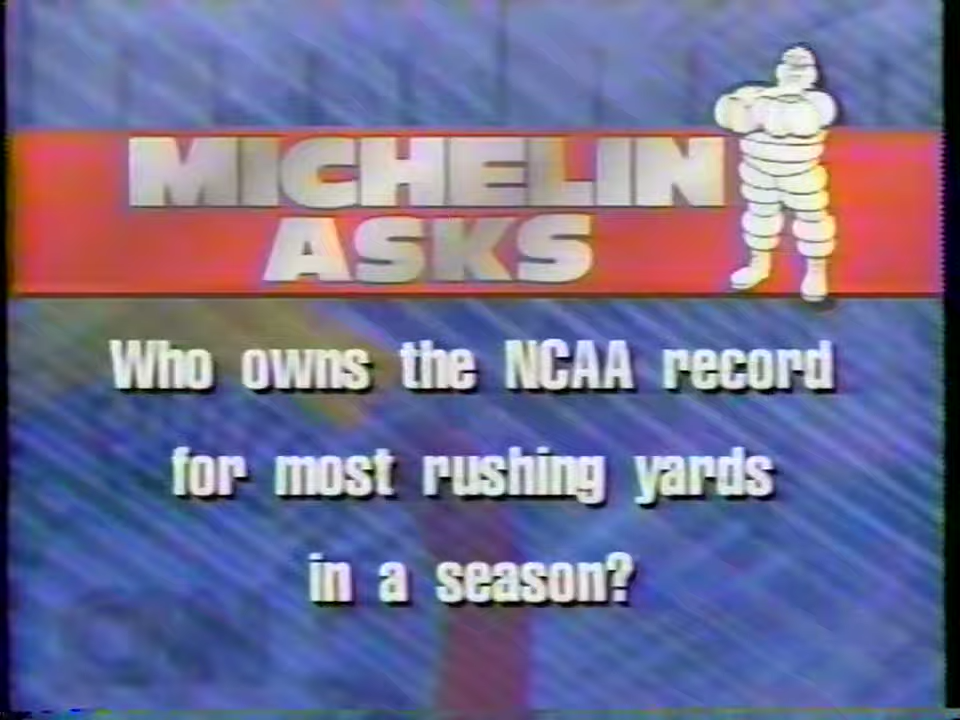 MICHELIN
ASKS
Who owns the NCAA record
for most rushing yards
in a season?